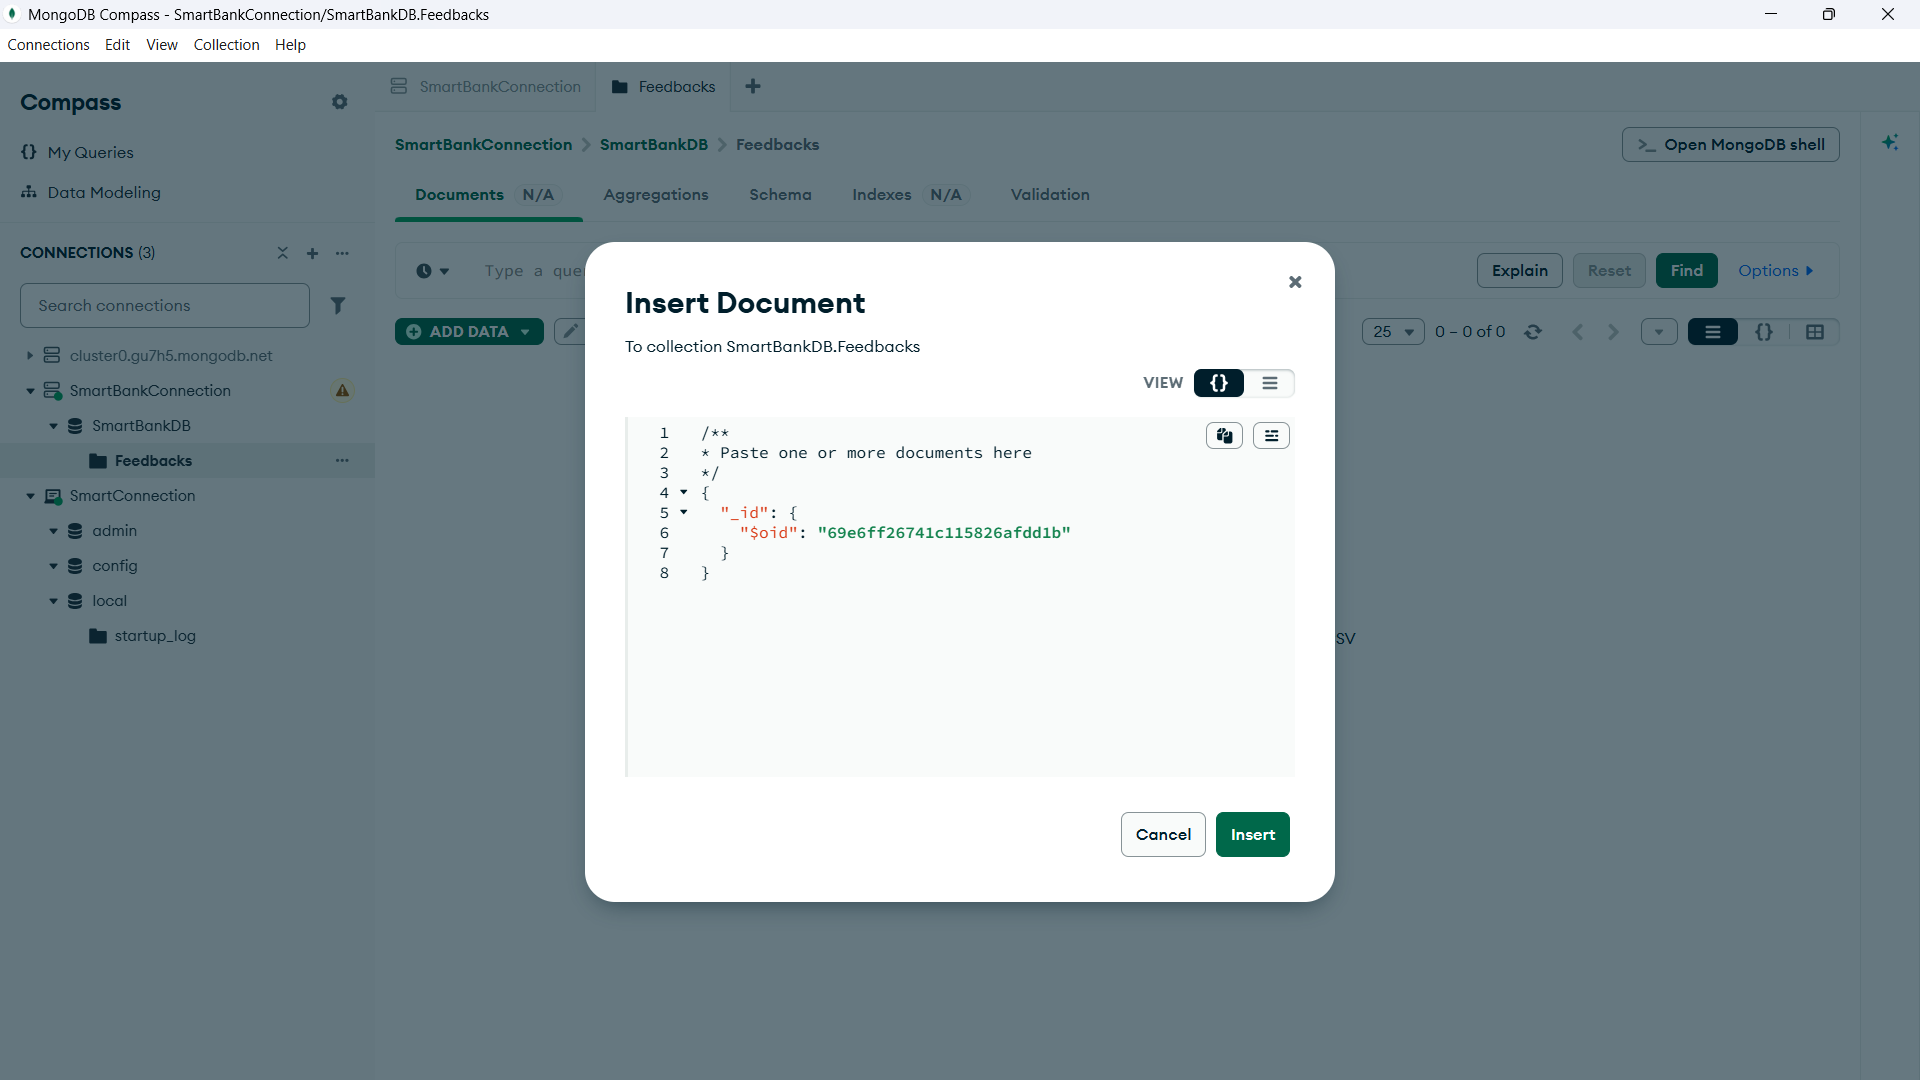 MongoDB Compass - SmartBankConnection/SmartBankDB.Feedbacks
Connections Edit View Collection Help
Compass
My Queries
Data Modeling
CONNECTIONS (3)
Search connections
cluster0.gu7h5.mongodb.net
SmartBankConnection
SmartBankDB
Feedbacks
SmartConnection
admin
config
local
startup_log
SmartBankConnection Feedbacks
SmartBankConnection SmartBankDB Feedbacks
>_ Open MongoDB shell
Documents N/A Aggregations Schema Indexes N/A Validation
Type a que
Explain Reset Find Options
ADD DATA
25 0 – 0 of 0 {}
SV
Insert Document
To collection SmartBankDB.Feedbacks
VIEW {}
1 /**
2 * Paste one or more documents here
3 */
4 {
5 "_id": {
6 "$oid": "69e6ff26741c115826afdd1b"
7 }
8 }
Cancel Insert